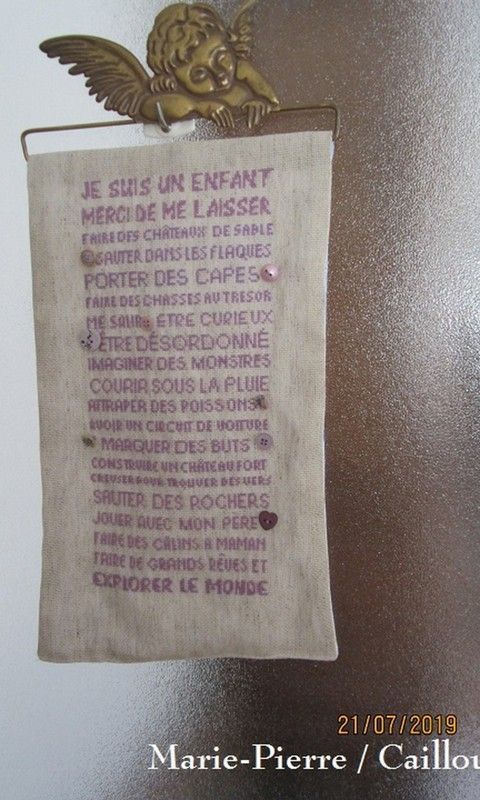 JE SUIS UN ENFANT
MERCI DE ME LAISSER
FAIRE DES CHÂTEAUX DE SABLE
SAUTER DANS LES FLAQUES
PORTER DES CAPES
FAIRE DES CHASSES AU TRESOR
ME SALIR ETRE CURIEUX
ÊTRE DÉSORDONNÉ
IMAGINER DES MONSTRES
COURIR SOUS LA PLUIE
ATTRAPER DES POISSONS
AVOIR UN CIRCUIT DE VOITURE
MARQUER DES BUTS
CONSTRUIRE UN CHÂTEAU FORT
CREUSER POUR TROUVER DES VERS
SAUTER DES ROCHERS
JOUER AVEC MON PERE
FAIRE DES CÂLINS A MAMAN
FAIRE DE GRANDS RÊVES ET
EXPLORER LE MONDE
21/07/2019
Marie-Pierre / Caillou